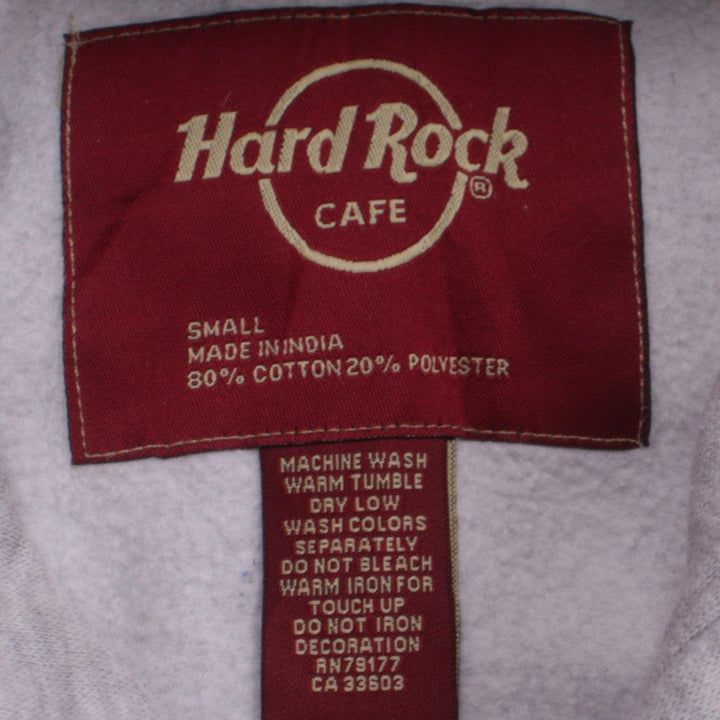 Hard Rock ®
CAFE
SMALL
MADE IN INDIA
80% COTTON 20% POLYESTER
MACHINE WASH
WARM TUMBLE
DRY LOW
WASH COLORS
SEPARATELY
DO NOT BLEACH
WARM IRON FOR
TOUCH UP
DO NOT IRON
DECORATION
RN79177
CA 33603